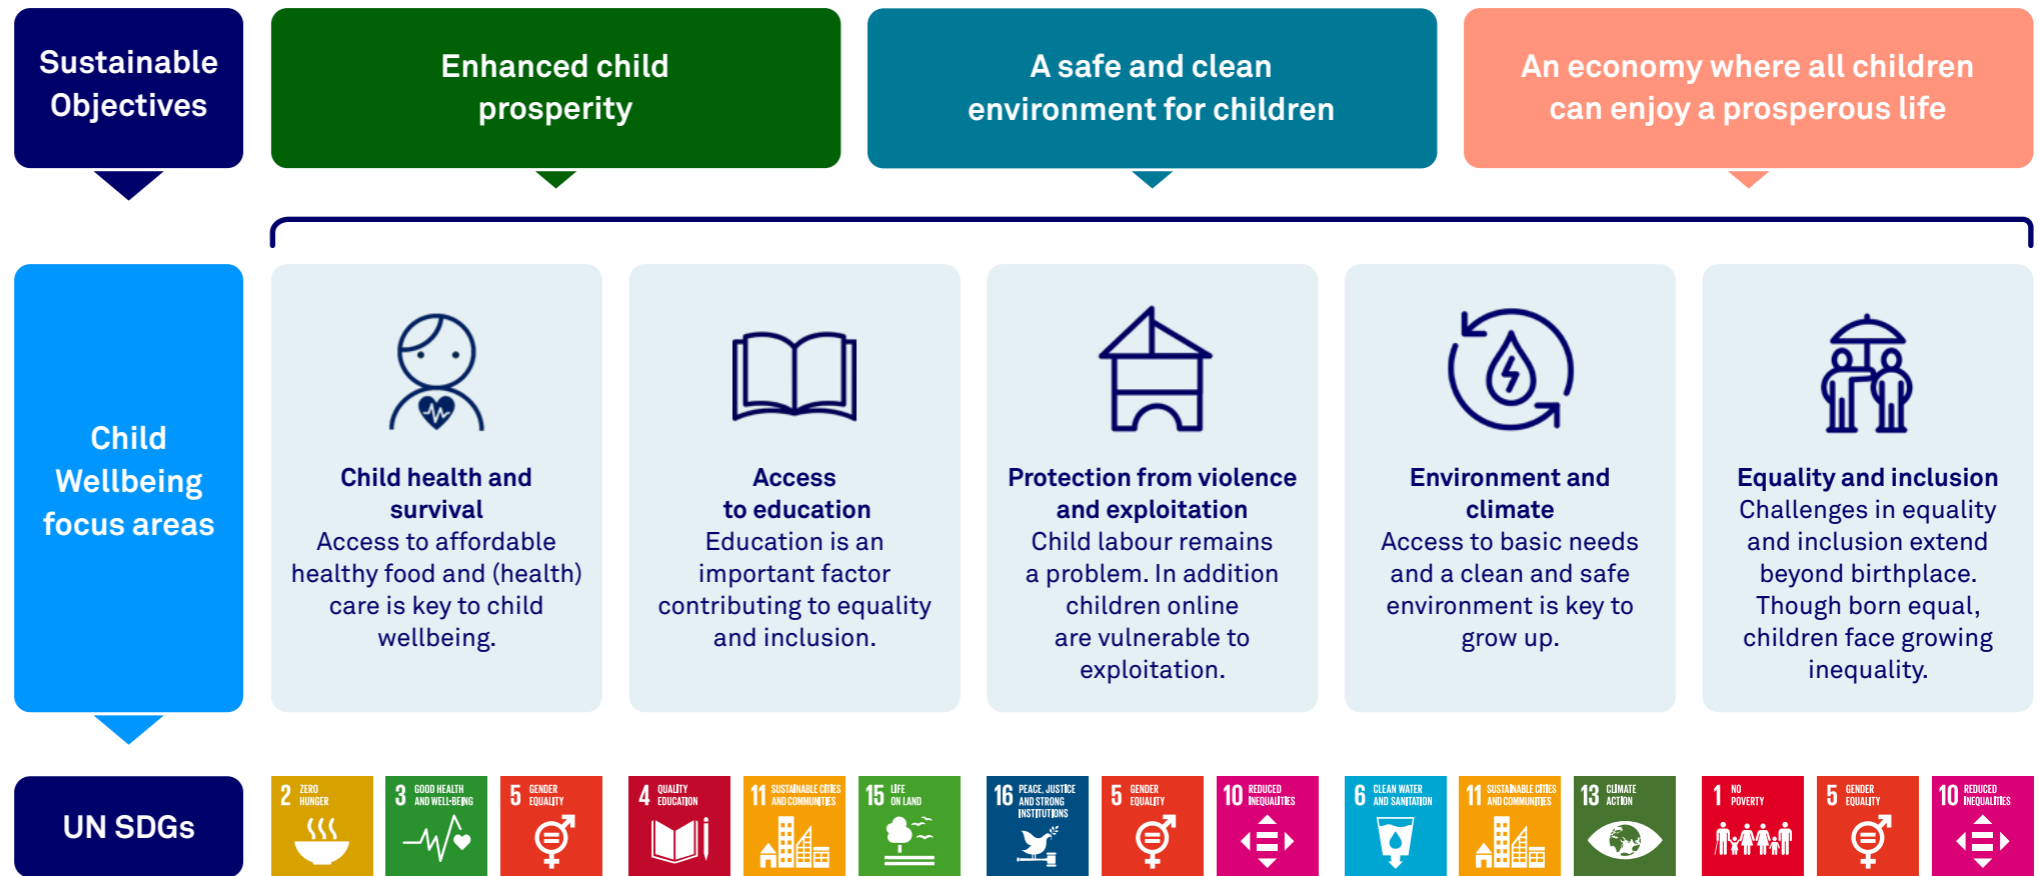 Sustainable
Objectives
Enhanced child
prosperity
A safe and clean
environment for children
An economy where all children
can enjoy a prosperous life
Child
Wellbeing
focus areas
Child health and
survival
Access to affordable
healthy food and (health)
care is key to child
wellbeing.
Access
to education
Education is an
important factor
contributing to equality
and inclusion.
Protection from violence
and exploitation
Child labour remains
a problem. In addition
children online
are vulnerable to
exploitation.
Environment and
climate
Access to basic needs
and a clean and safe
environment is key to
grow up.
Equality and inclusion
Challenges in equality
and inclusion extend
beyond birthplace.
Though born equal,
children face growing
inequality.
UN SDGs
2 ZERO
HUNGER
3 GOOD HEALTH
AND WELL-BEING
5 GENDER
EQUALITY
4 QUALITY
EDUCATION
11 SUSTAINABLE CITIES
AND COMMUNITIES
15 LIFE
ON LAND
16 PEACE, JUSTICE
AND STRONG
INSTITUTIONS
5 GENDER
EQUALITY
10 REDUCED
INEQUALITIES
6 CLEAN WATER
AND SANITATION
11 SUSTAINABLE CITIES
AND COMMUNITIES
13 CLIMATE
ACTION
1 NO
POVERTY
5 GENDER
EQUALITY
10 REDUCED
INEQUALITIES